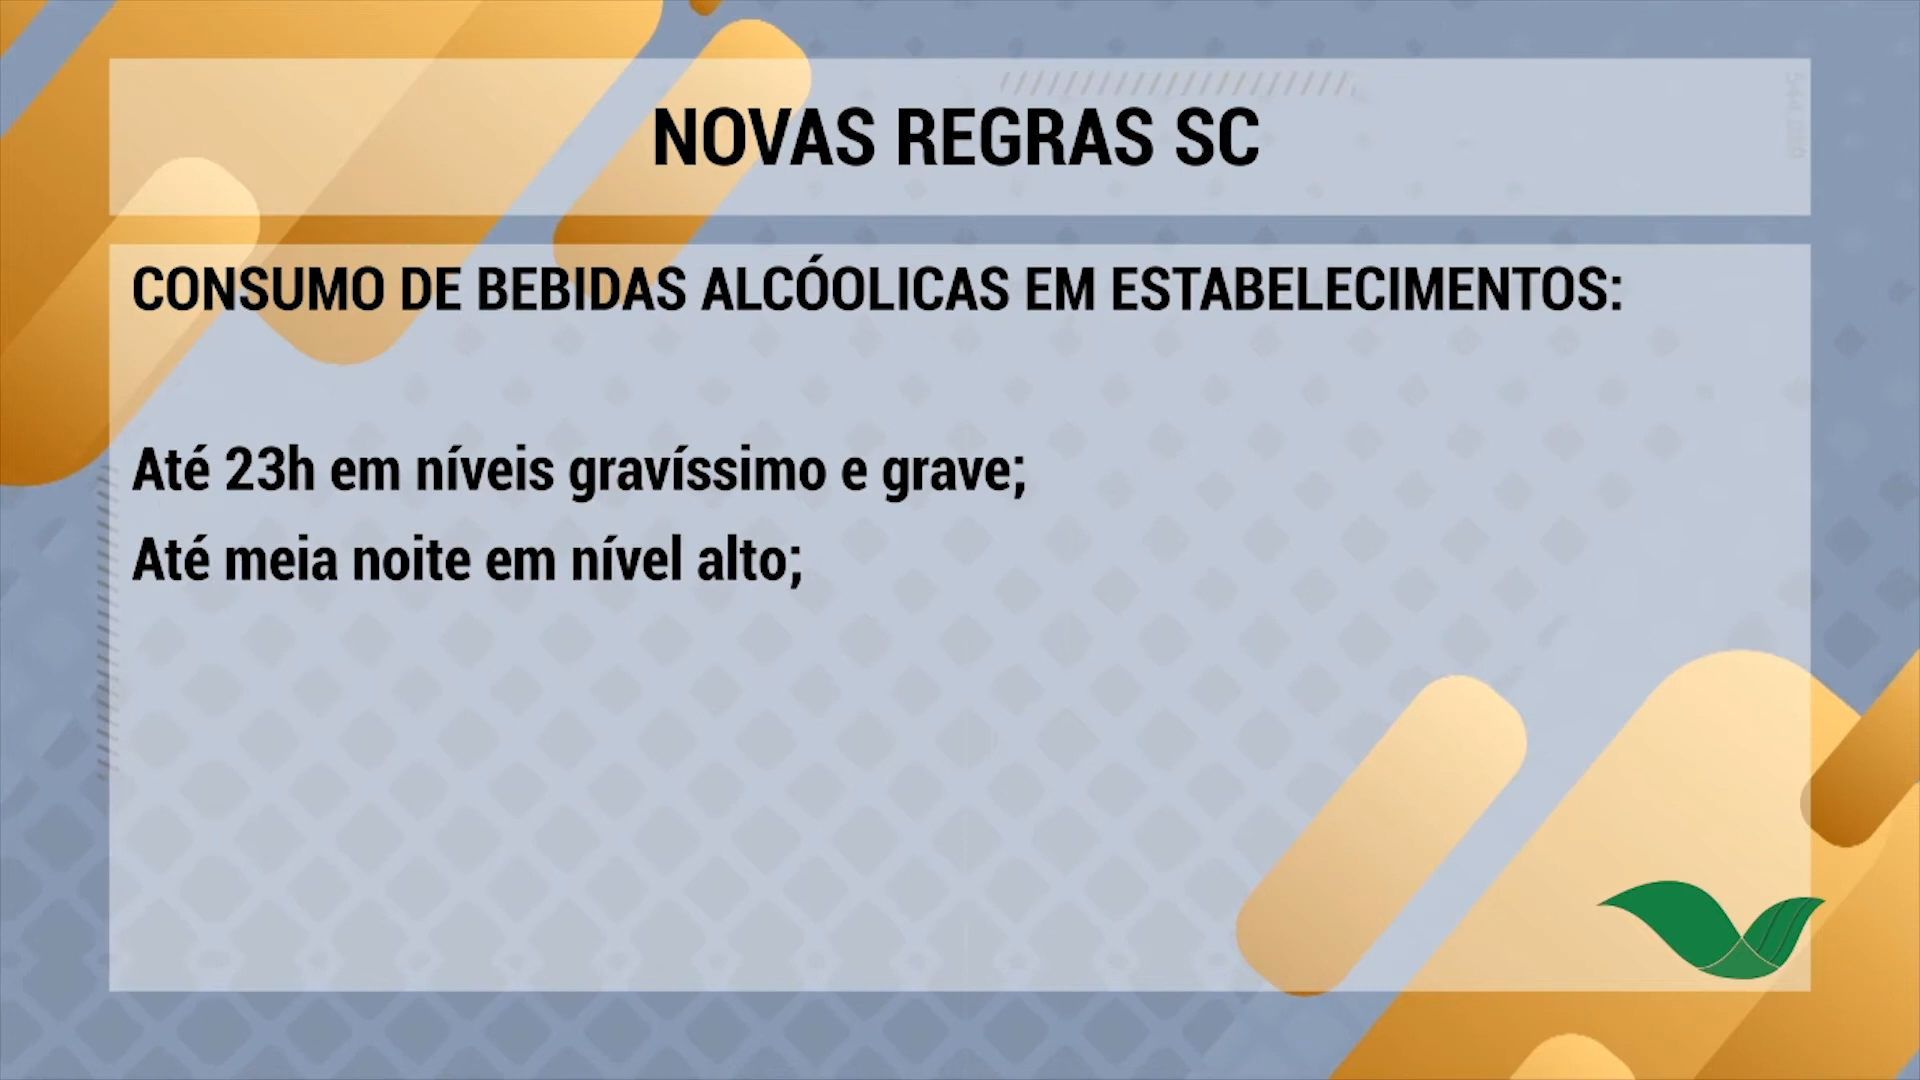 NOVAS REGRAS SC
CONSUMO DE BEBIDAS ALCÓOLICAS EM ESTABELECIMENTOS:
Até 23h em níveis gravíssimo e grave;
Até meia noite em nível alto;